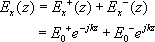 Eₓ(z) = Eₓ⁺(z) + Eₓ⁻(z)
= E₀⁺e⁻ʲᵏᶻ + E₀⁻e⁻ʲᵏᶻ